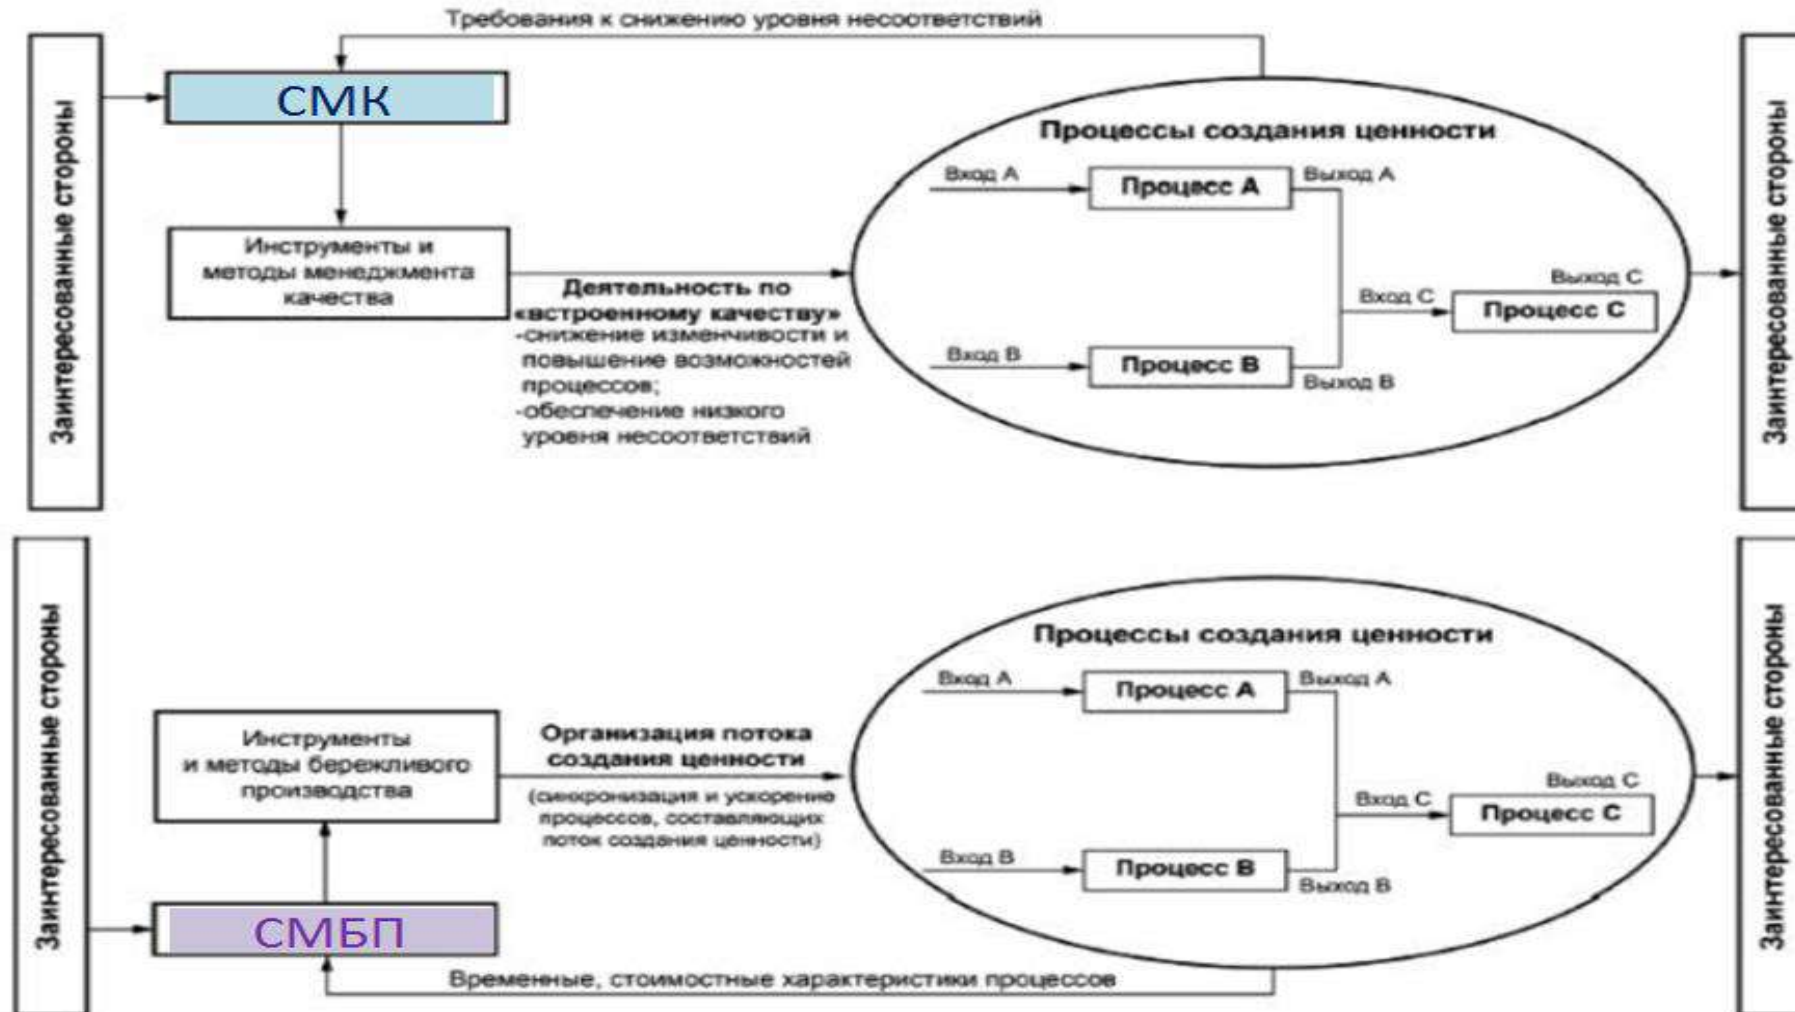 Требования к снижению уровня несоответствий
Заинтересованные стороны
СМК
Инструменты и
методы менеджмента
качества
Деятельность по
«встроенному качеству»
-снижение изменчивости и
повышение возможностей
процессов;
-обеспечение низкого
уровня несоответствий
Процессы создания ценности
Вход А
Процесс А
Выход А
Вход В
Процесс В
Выход В
Вход С
Выход С
Процесс С
Заинтересованные стороны
Заинтересованные стороны
Инструменты
и методы бережливого
производства
СМБП
Организация потока
создания ценности
(синхронизация и ускорение
процессов, составляющих
поток создания ценности)
Процессы создания ценности
Вход А
Процесс А
Выход А
Вход В
Процесс В
Выход В
Вход С
Выход С
Процесс С
Временные, стоимостные характеристики процессов
Заинтересованные стороны